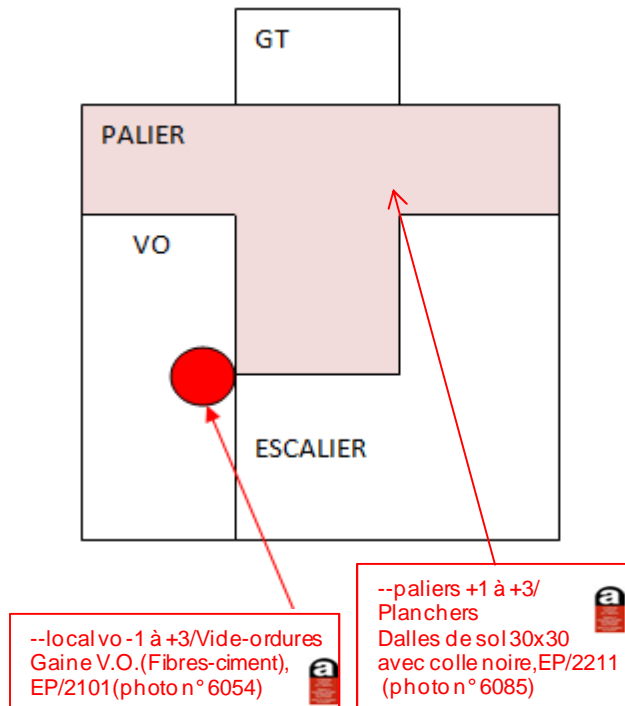 GT
PALIER
VO
ESCALIER
--local vo -1 à +3/Vide-ordures
Gaine V.O.(Fibres-ciment),
EP/2101(photo n° 6054)
a
--paliers +1 à +3/
Planchers
Dalles de sol 30x30
avec colle noire,EP/2211
(photo n° 6085)
a